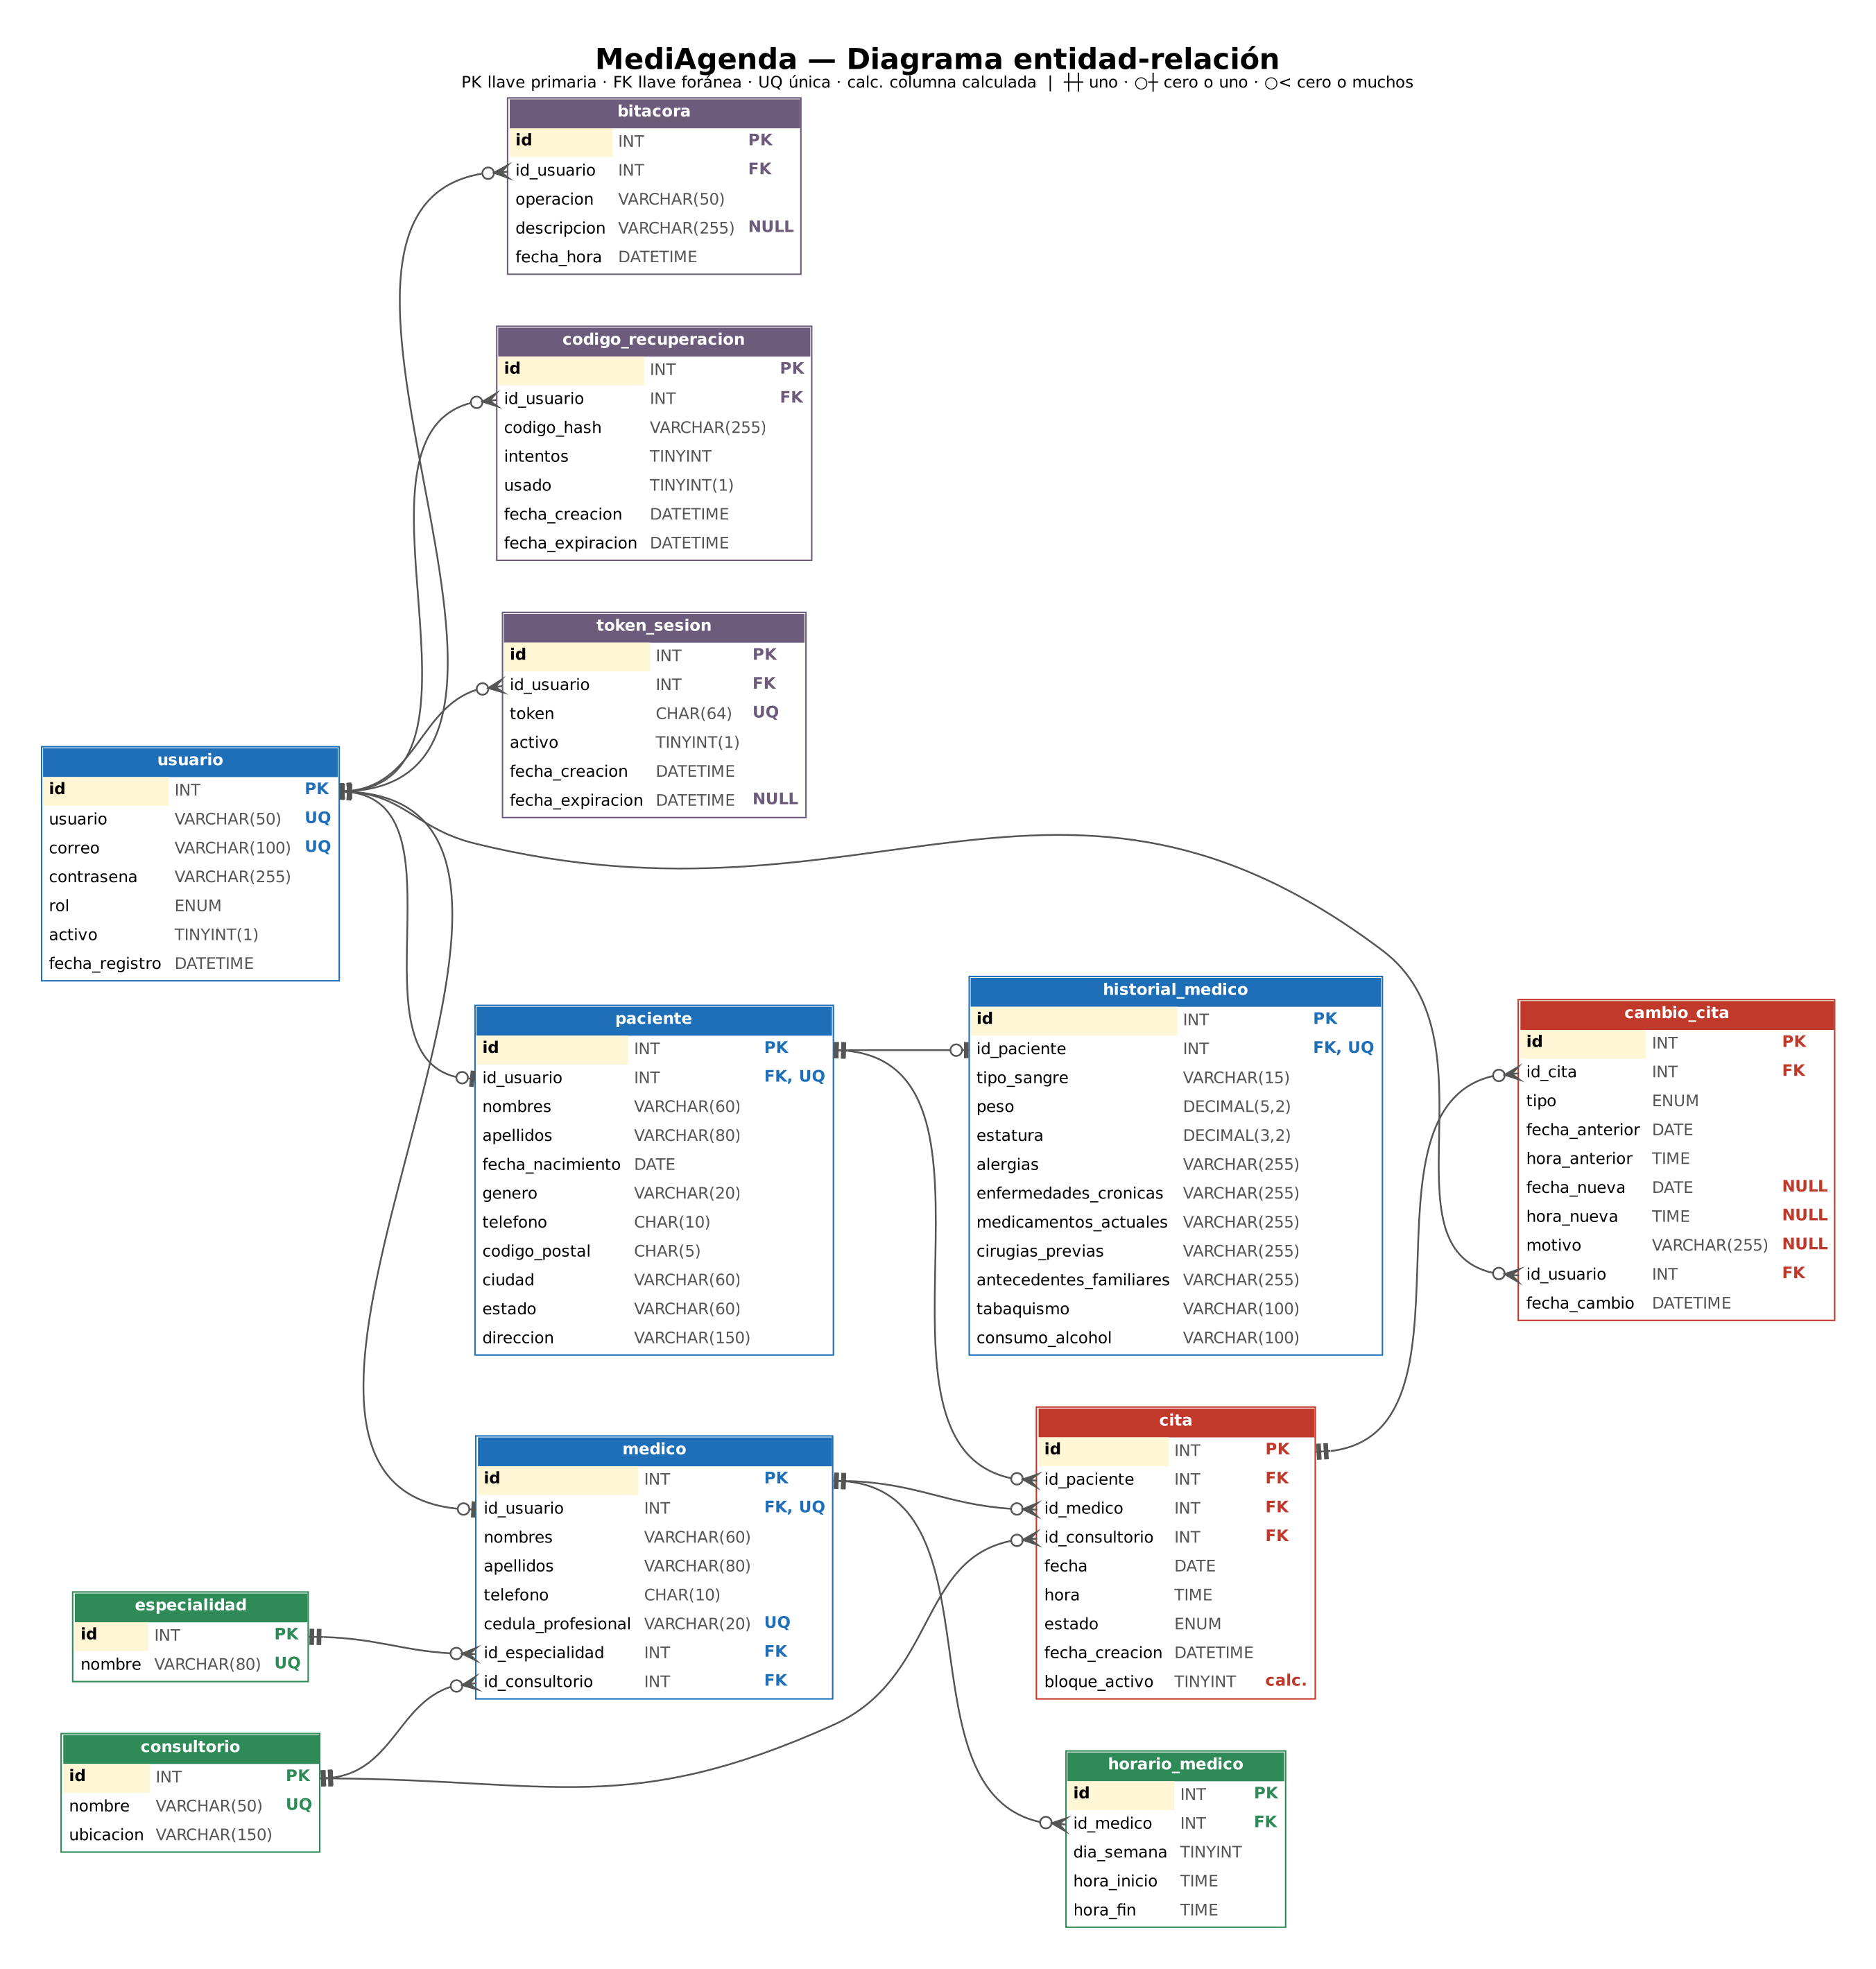 MediAgenda — Diagrama entidad-relación
PK llave primaria · FK llave foránea · UQ única · calc. columna calculada | ┼┼ uno · ○┼ cero o uno · ○< cero o muchos
bitacora
id INT PK
id_usuario INT FK
operacion VARCHAR(50)
descripcion VARCHAR(255) NULL
fecha_hora DATETIME
codigo_recuperacion
id INT PK
id_usuario INT FK
codigo_hash VARCHAR(255)
intentos TINYINT
usado TINYINT(1)
fecha_creacion DATETIME
fecha_expiracion DATETIME
token_sesion
id INT PK
id_usuario INT FK
token CHAR(64) UQ
activo TINYINT(1)
fecha_creacion DATETIME
fecha_expiracion DATETIME NULL
usuario
id INT PK
usuario VARCHAR(50) UQ
correo VARCHAR(100) UQ
contrasena VARCHAR(255)
rol ENUM
activo TINYINT(1)
fecha_registro DATETIME
paciente
id INT PK
id_usuario INT FK, UQ
nombres VARCHAR(60)
apellidos VARCHAR(80)
fecha_nacimiento DATE
genero VARCHAR(20)
telefono CHAR(10)
codigo_postal CHAR(5)
ciudad VARCHAR(60)
estado VARCHAR(60)
direccion VARCHAR(150)
historial_medico
id INT PK
id_paciente INT FK, UQ
tipo_sangre VARCHAR(15)
peso DECIMAL(5,2)
estatura DECIMAL(3,2)
alergias VARCHAR(255)
enfermedades_cronicas VARCHAR(255)
medicamentos_actuales VARCHAR(255)
cirugias_previas VARCHAR(255)
antecedentes_familiares VARCHAR(255)
tabaquismo VARCHAR(100)
consumo_alcohol VARCHAR(100)
cambio_cita
id INT PK
id_cita INT FK
tipo ENUM
fecha_anterior DATE
hora_anterior TIME
fecha_nueva DATE NULL
hora_nueva TIME NULL
motivo VARCHAR(255) NULL
id_usuario INT FK
fecha_cambio DATETIME
medico
id INT PK
id_usuario INT FK, UQ
nombres VARCHAR(60)
apellidos VARCHAR(80)
telefono CHAR(10)
cedula_profesional VARCHAR(20) UQ
id_especialidad INT FK
id_consultorio INT FK
cita
id INT PK
id_paciente INT FK
id_medico INT FK
id_consultorio INT FK
fecha DATE
hora TIME
estado ENUM
fecha_creacion DATETIME
bloque_activo TINYINT calc.
especialidad
id INT PK
nombre VARCHAR(80) UQ
consultorio
id INT PK
nombre VARCHAR(50) UQ
ubicacion VARCHAR(150)
horario_medico
id INT PK
id_medico INT FK
dia_semana TINYINT
hora_inicio TIME
hora_fin TIME